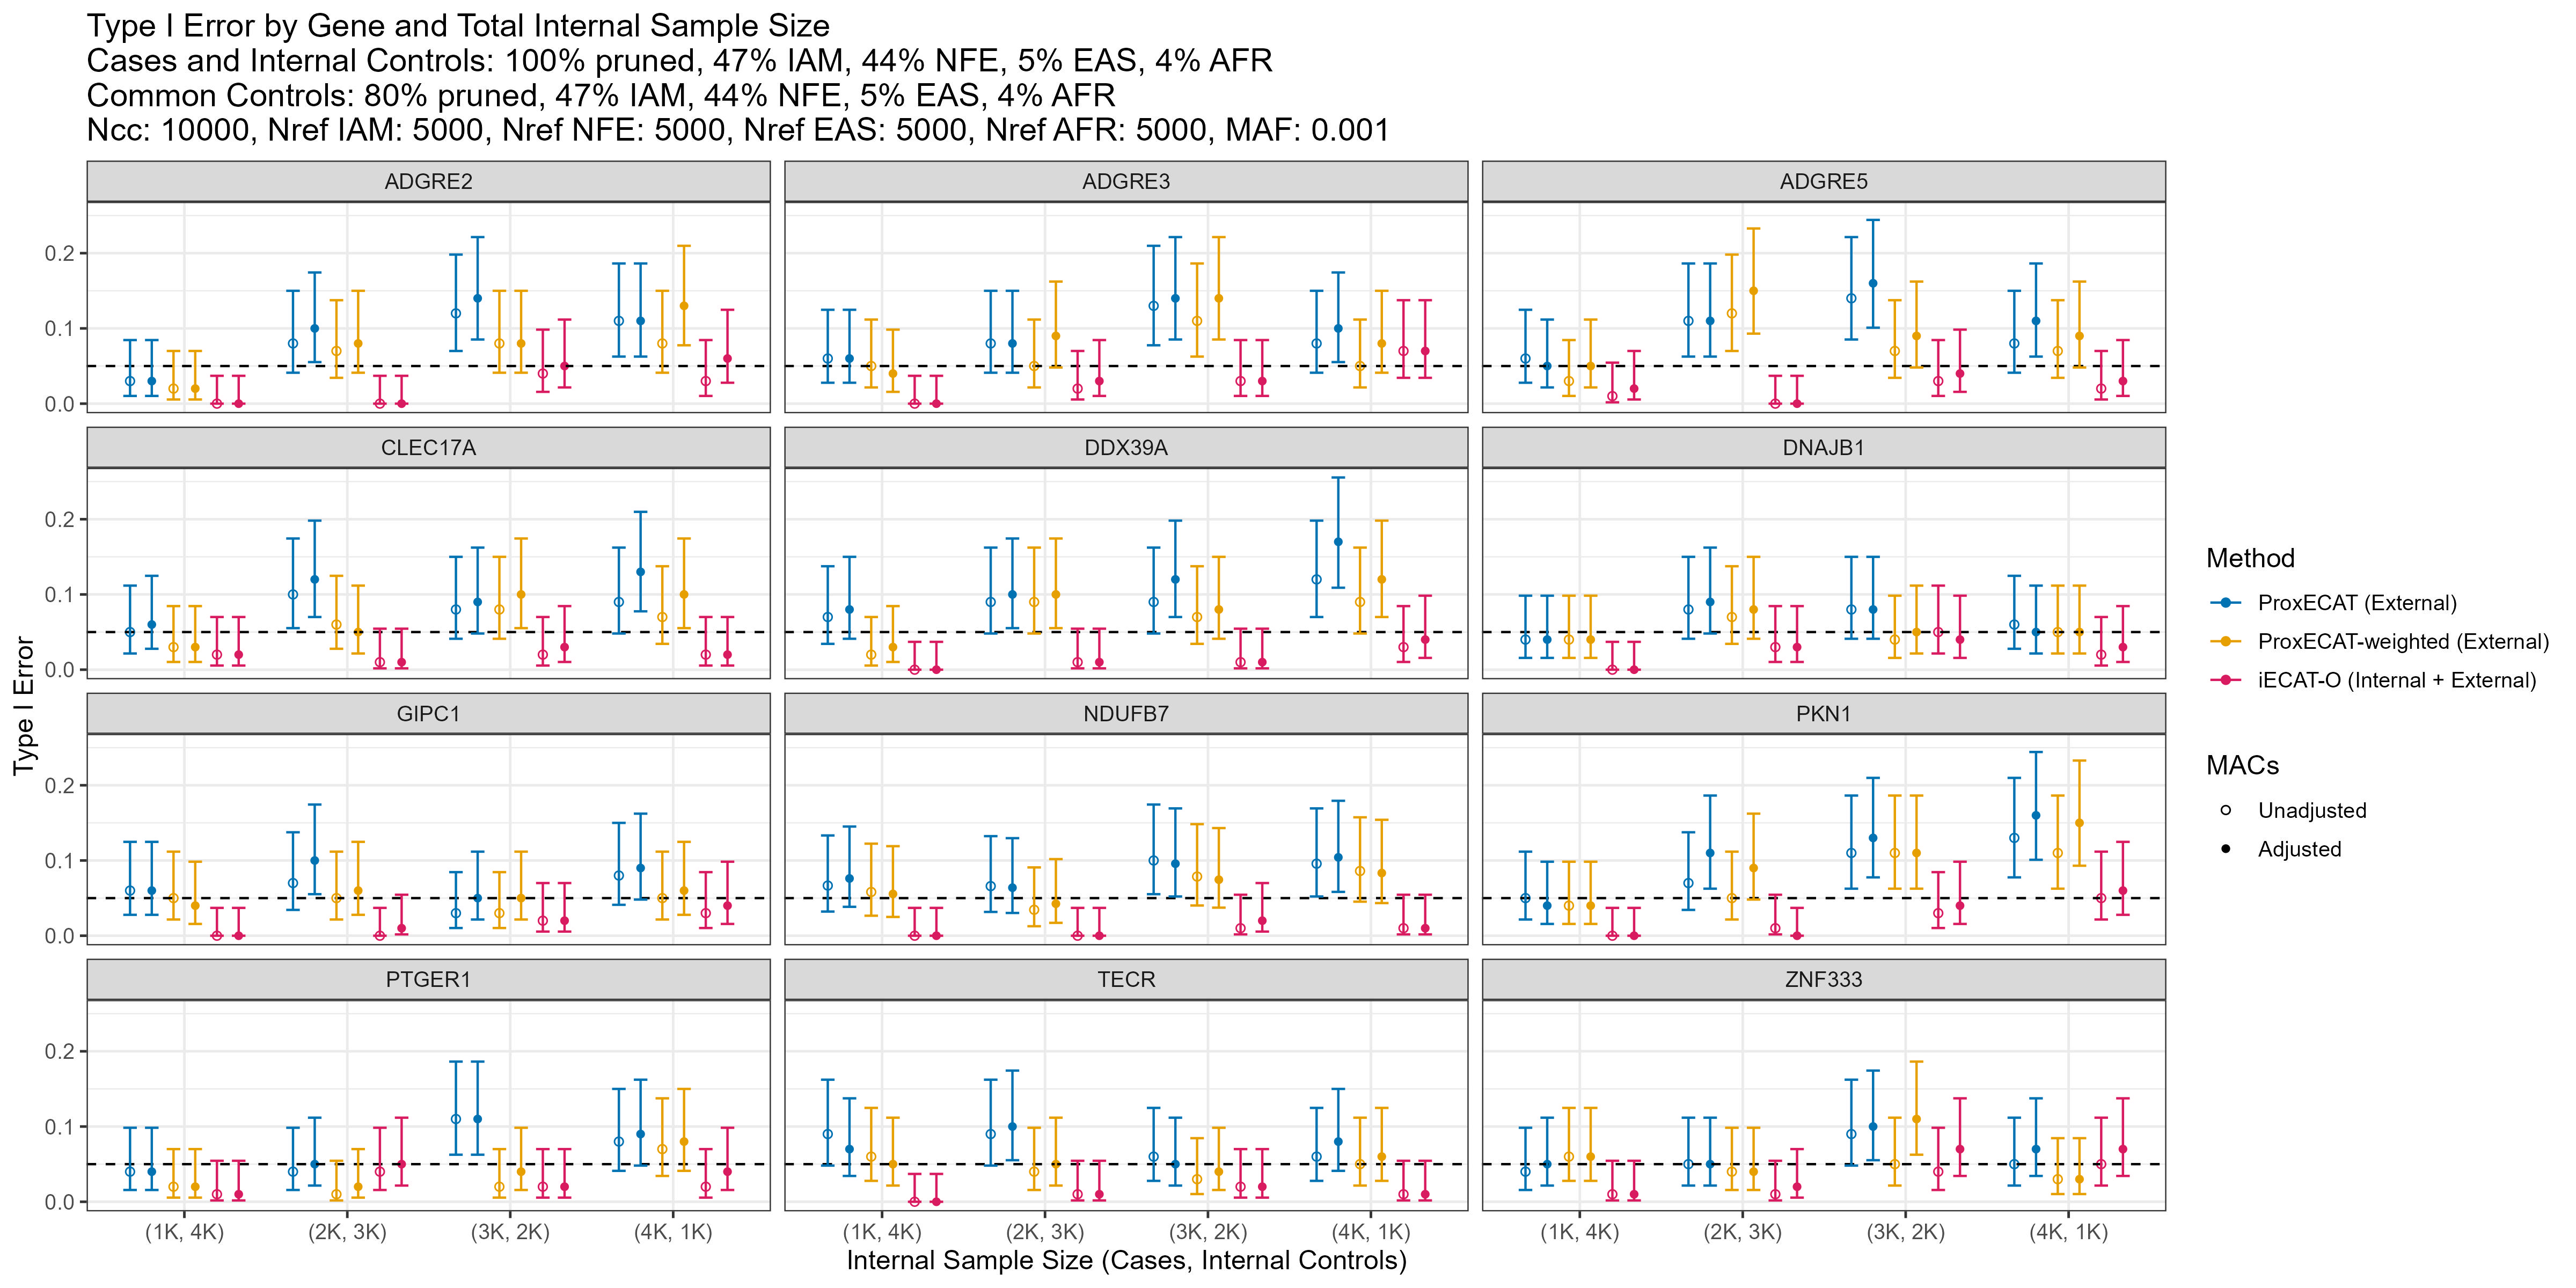 Type I Error by Gene and Total Internal Sample Size
Cases and Internal Controls: 100% pruned, 47% IAM, 44% NFE, 5% EAS, 4% AFR
Common Controls: 80% pruned, 47% IAM, 44% NFE, 5% EAS, 4% AFR
Ncc: 10000, Nref IAM: 5000, Nref NFE: 5000, Nref EAS: 5000, Nref AFR: 5000, MAF: 0.001
ADGRE2 ADGRE3 ADGRE5
0.2
0.1
0.0
CLEC17A DDX39A DNAJB1
0.2
0.1
0.0
GIPC1 NDUFB7 PKN1
0.2
0.1
0.0
PTGER1 TECR ZNF333
0.2
0.1
0.0
(1K, 4K) (2K, 3K) (3K, 2K) (4K, 1K) (1K, 4K) (2K, 3K) (3K, 2K) (4K, 1K) (1K, 4K) (2K, 3K) (3K, 2K) (4K, 1K)
Internal Sample Size (Cases, Internal Controls)
Type I Error
Method
ProxECAT (External)
ProxECAT-weighted (External)
iECAT-O (Internal + External)
MACs
Unadjusted
Adjusted